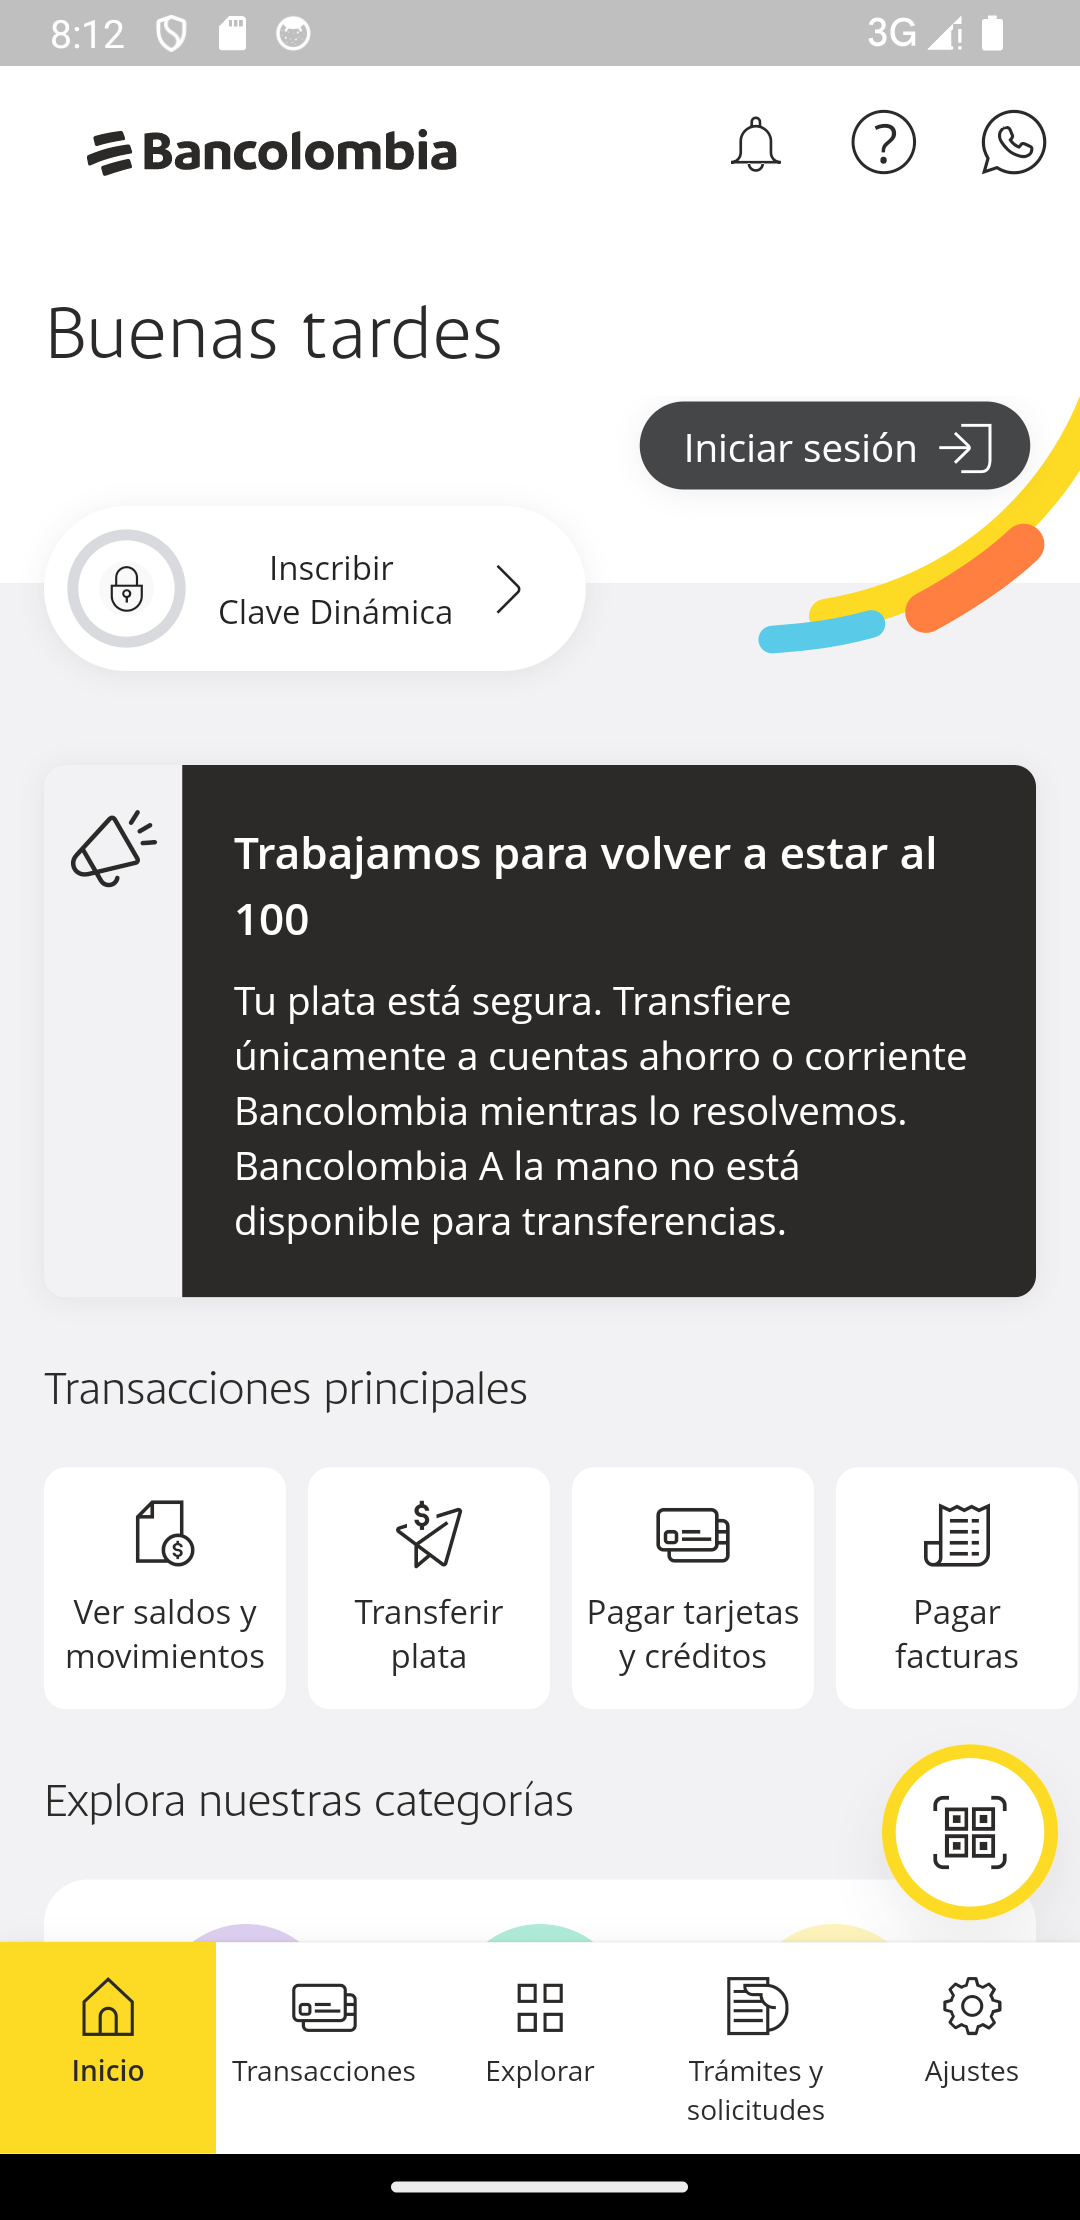 8:12
3G
Bancolombia
Buenas tardes
Iniciar sesión
Inscribir
Clave Dinámica
Trabajamos para volver a estar al
100
Tu plata está segura. Transfiere
únicamente a cuentas ahorro o corriente
Bancolombia mientras lo resolvemos.
Bancolombia A la mano no está
disponible para transferencias.
Transacciones principales
Ver saldos y
movimientos
Transferir
plata
Pagar tarjetas
y créditos
Pagar
facturas
Explora nuestras categorías
Inicio
Transacciones
Explorar
Trámites y
solicitudes
Ajustes